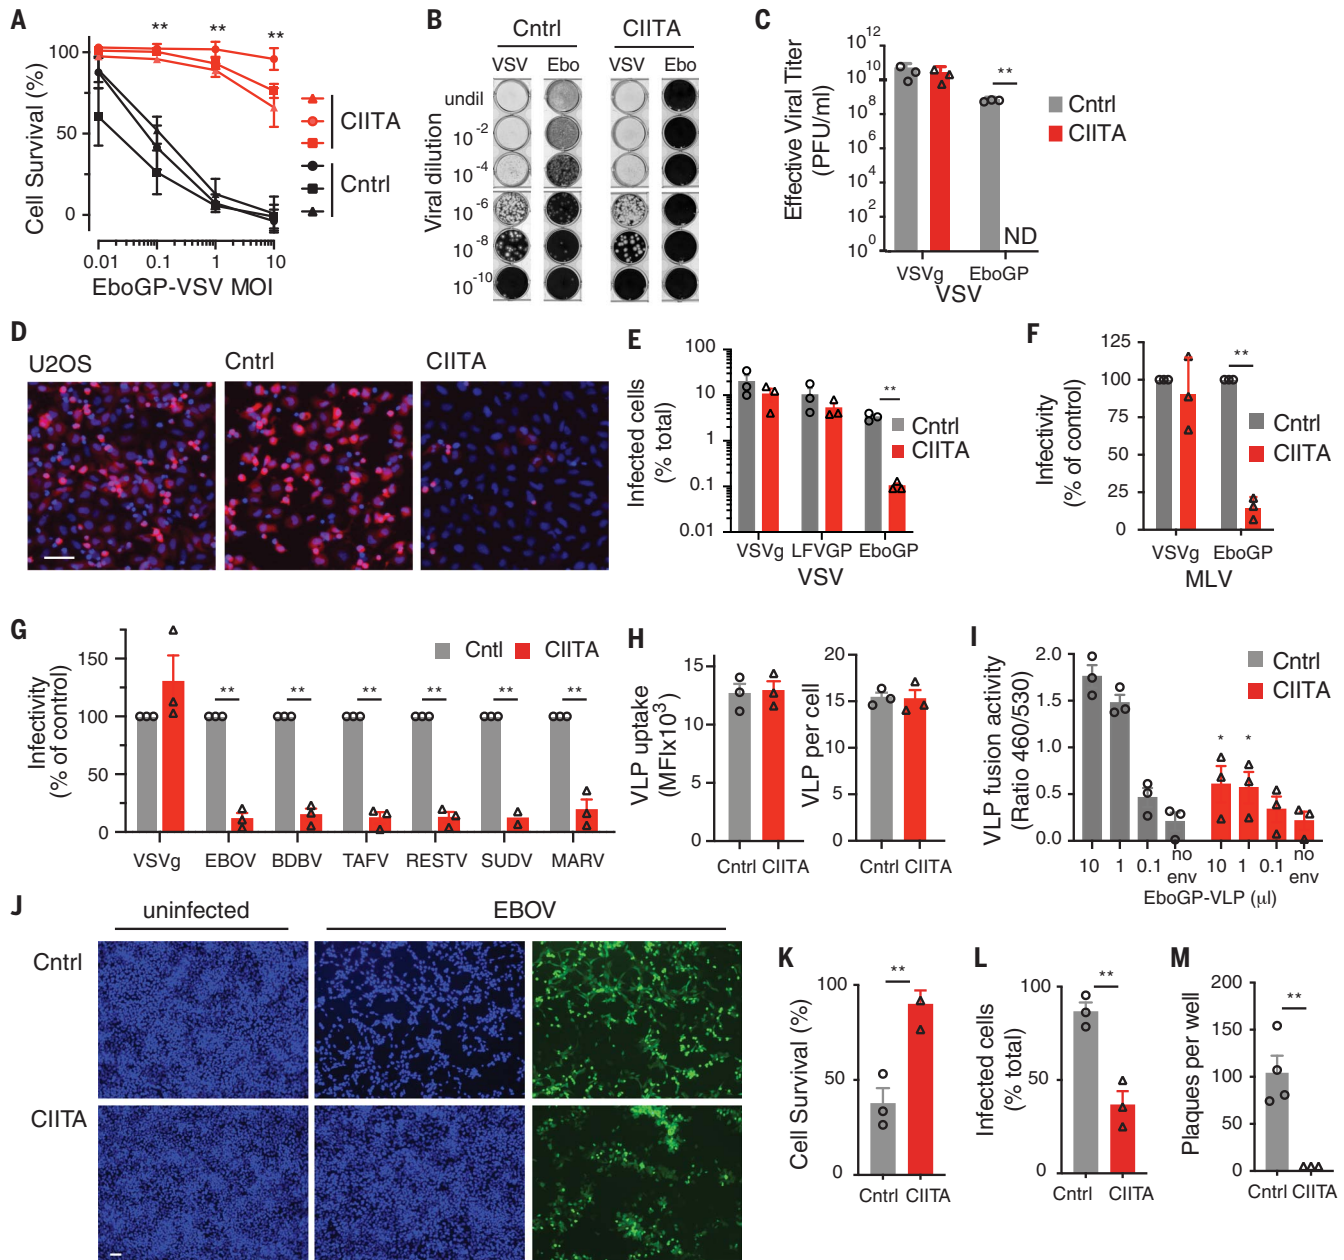 A
Cell Survival (%)
100
50
0
** ** **
0.01 0.1 1 10
EboGP-VSV MOI
CIITA
Cntrl
B
Cntrl CIITA
VSV Ebo VSV Ebo
Viral dilution
undil
10-2
10-4
10-6
10-8
10-10
C
Effective Viral Titer
(PFU/ml)
10 12
10 10
10 8
10 6
10 4
10 2
10 0
**
ND
Cntrl
CIITA
VSVg EboGP
VSV
D
U2OS Cntrl CIITA
E
Infected cells
(% total)
100
10
1
0.1
0.01
**
Cntrl
CIITA
VSVg LFVGP EboGP
VSV
F
Infectivity
(% of control)
125
100
75
50
25
0
**
Cntrl
CIITA
VSVg EboGP
MLV
G
Infectivity
(% of control)
150
100
50
0
Cntl CIITA
** ** ** ** ** **
VSVg EBOV BDBV TAFV RESTV SUDV MARV
H
VLP uptake
(MFIx10³)
15
10
5
0
Cntrl CIITA
VLP per cell
20
15
10
5
0
Cntrl CIITA
I
VLP fusion activity
(Ratio 460/530)
2.0
1.5
1.0
0.5
0.0
Cntrl
CIITA
* *
10 1 0.1 no env 10 1 0.1 no env
EboGP-VLP (µl)
J
uninfected EBOV
Cntrl
CIITA
K
Cell Survival (%)
100
50
0
**
Cntrl CIITA
L
Infected cells
(% total)
100
50
0
**
Cntrl CIITA
M
Plaques per well
200
150
100
50
0
**
Cntrl CIITA